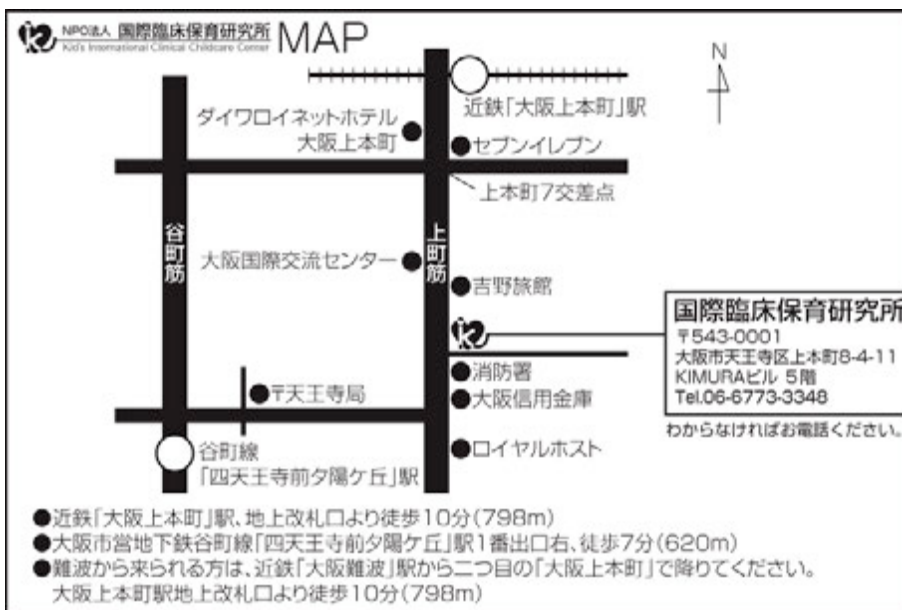 NPO法人 国際臨床保育研究所 MAP
Kid's International Clinical Childcare Center
N
近鉄「大阪上本町」駅
ダイワロイネットホテル
大阪上本町
セブンイレブン
上本町7交差点
谷町筋
上町筋
大阪国際交流センター
吉野旅館
国際臨床保育研究所
〒543-0001
大阪市天王寺区上本町8-4-11
KIMURAビル 5階
Tel.06-6773-3348
わからなければお電話ください。
消防署
〒天王寺局
大阪信用金庫
谷町線
「四天王寺前夕陽ケ丘」駅
ロイヤルホスト
●近鉄「大阪上本町」駅、地上改札口より徒歩10分(798m)
●大阪市営地下鉄谷町線「四天王寺前夕陽ケ丘」駅1番出口右、徒歩7分(620m)
●難波から来られる方は、近鉄「大阪難波」駅から二つ目の「大阪上本町」で降りてください。
大阪上本町駅地上改札口より徒歩10分(798m)